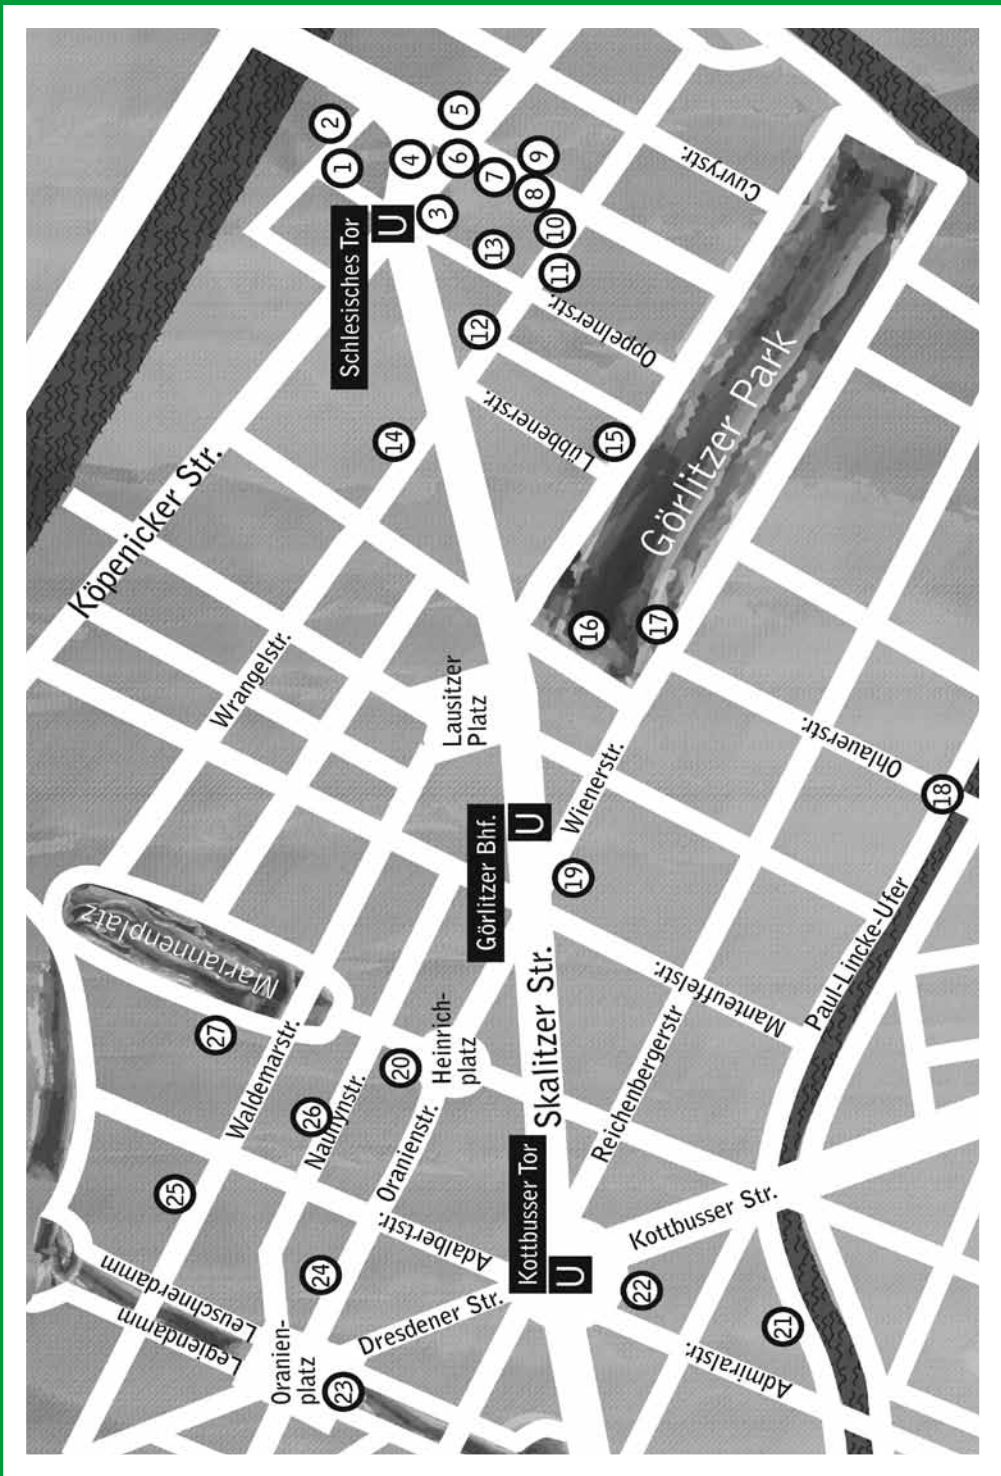 2
1
5
4
6
9
7
8
3
10
13
11
12
14
15
16
17
18
19
20
27
26
25
24
22
21
23
Schlesisches Tor
U
Cuvrystr.
Oppelnerstr.
Lübbenerstr.
Görlitzer Park
Köpenicker Str.
Wrangelstr.
Lausitzer
Platz
Ohlauerstr.
Görlitzer Bhf.
U
Wienerstr.
Paul-Lincke-Ufer
Mariannenplatz
Manteuffelstr.
Skalitzer Str.
Reichenbergerstr
Heinrich-
platz
Waldemarstr.
Naunynstr.
Oranienstr.
Adalbertstr.
Kottbusser Tor
U
Kottbusser Str.
Leuschnerdamm
Legiendamm
Dresdener Str.
Oranien-
platz
Admiralstr.